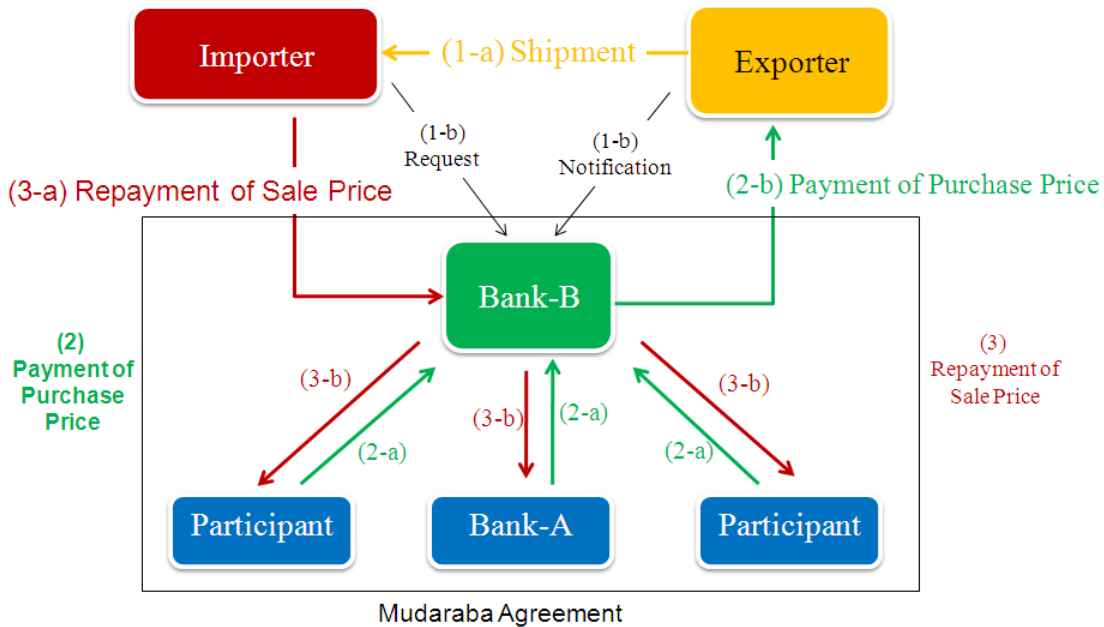 Importer
(1-a) Shipment
Exporter
(1-b)
Request
(1-b)
Notification
(3-a) Repayment of Sale Price
(2-b) Payment of Purchase Price
Bank-B
(2)
Payment of
Purchase
Price
(3)
Repayment of
Sale Price
(3-b)
(2-a)
(3-b)
(2-a)
(3-b)
(2-a)
Participant
Bank-A
Participant
Mudaraba Agreement